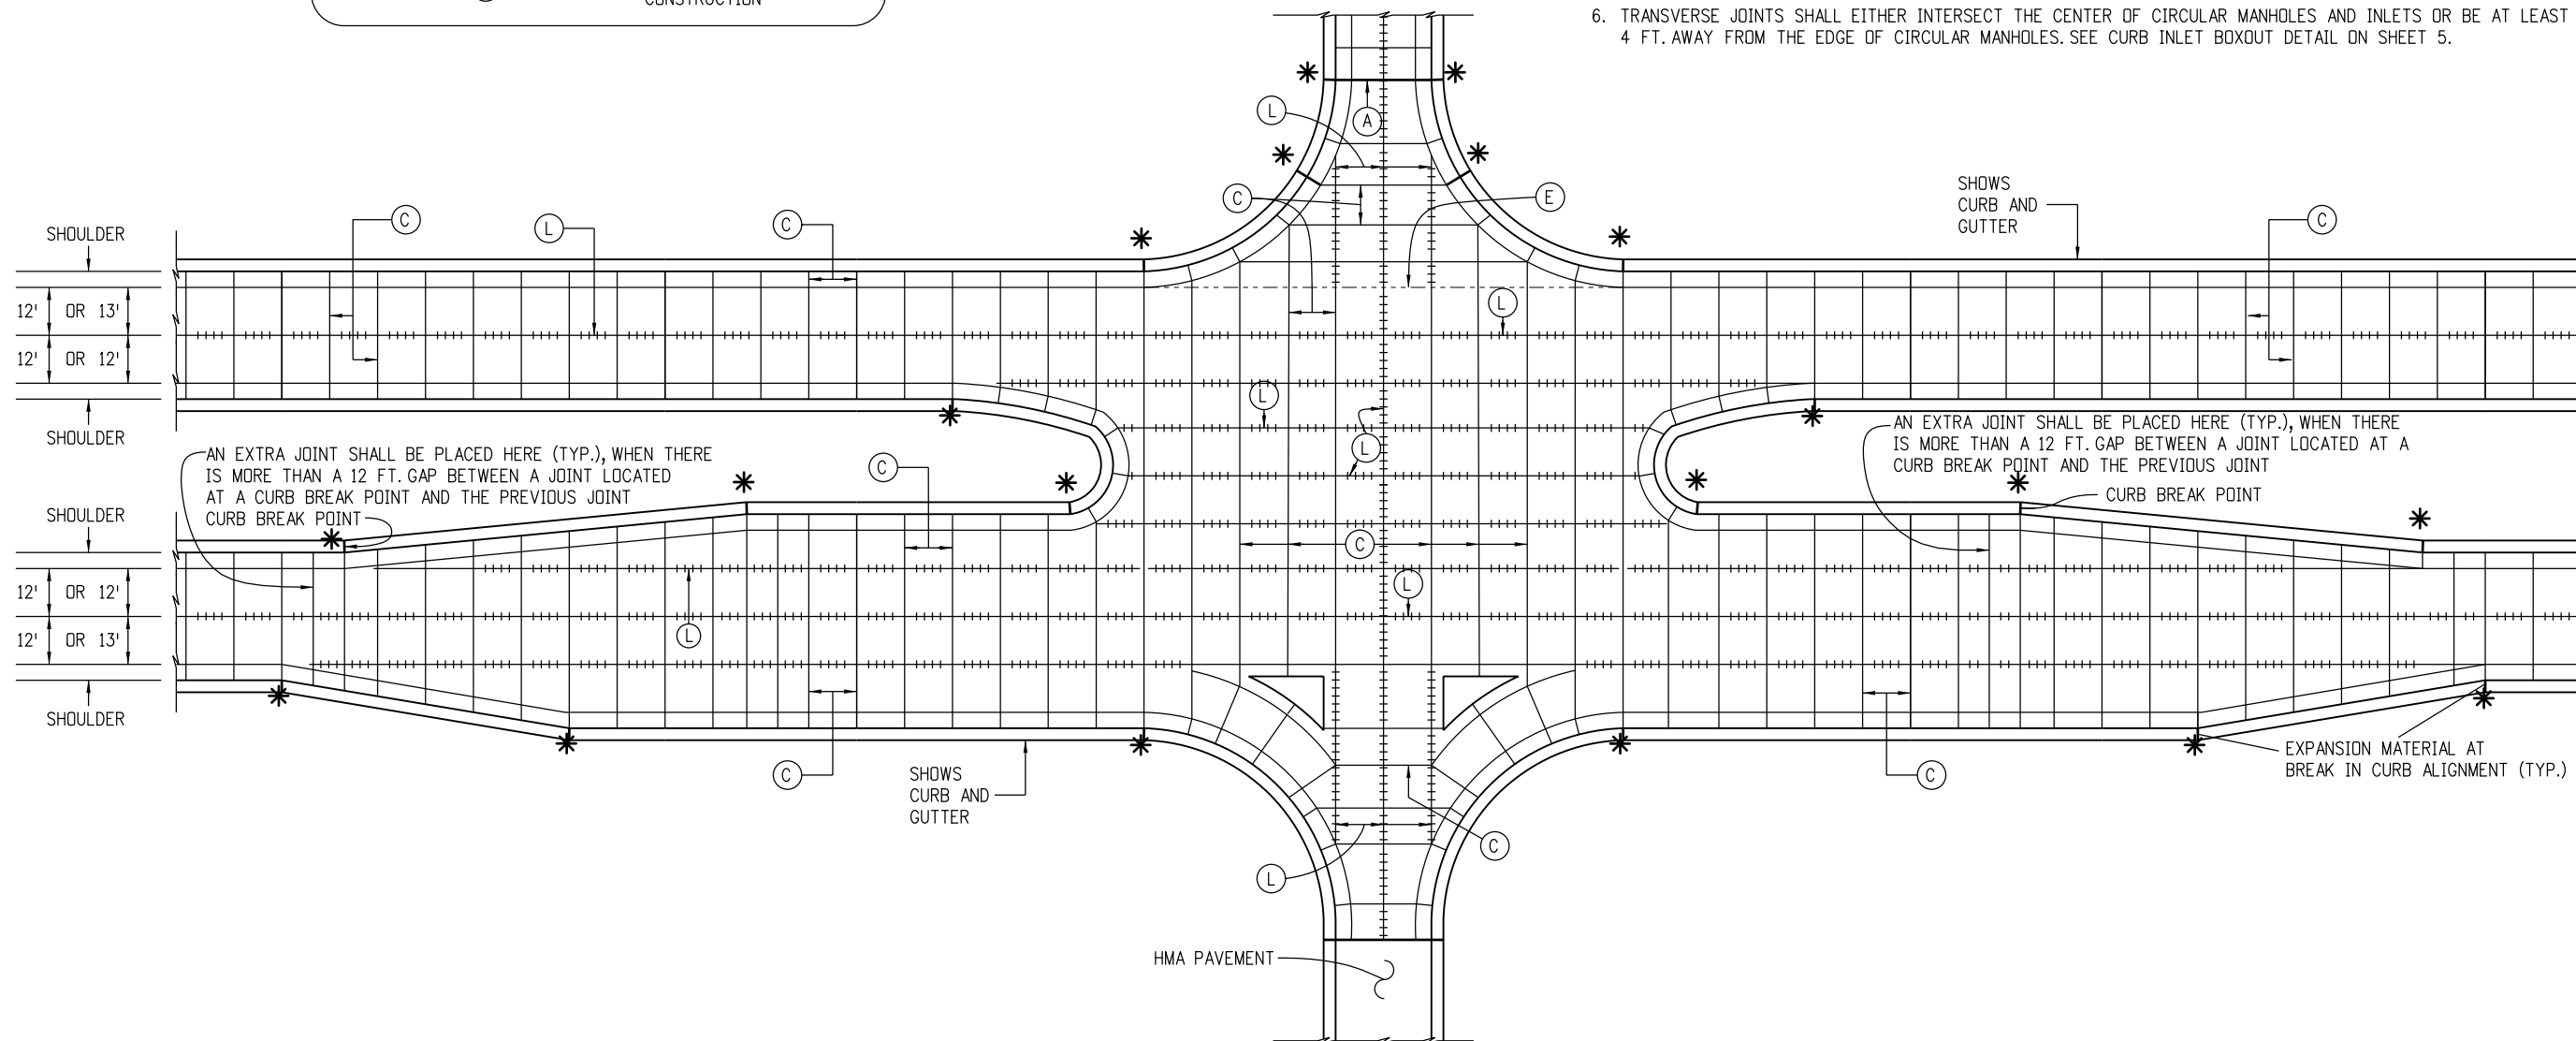 CONSTRUCTION
6. TRANSVERSE JOINTS SHALL EITHER INTERSECT THE CENTER OF CIRCULAR MANHOLES AND INLETS OR BE AT LEAST
4 FT. AWAY FROM THE EDGE OF CIRCULAR MANHOLES. SEE CURB INLET BOXOUT DETAIL ON SHEET 5.
L
A
C
E
SHOWS
CURB AND
GUTTER
C
L
C
C
SHOULDER
12' OR 13'
12' OR 12'
SHOULDER
L
L
L
AN EXTRA JOINT SHALL BE PLACED HERE (TYP.), WHEN THERE
IS MORE THAN A 12 FT. GAP BETWEEN A JOINT LOCATED
AT A CURB BREAK POINT AND THE PREVIOUS JOINT
CURB BREAK POINT
C
AN EXTRA JOINT SHALL BE PLACED HERE (TYP.), WHEN THERE
IS MORE THAN A 12 FT. GAP BETWEEN A JOINT LOCATED AT A
CURB BREAK POINT AND THE PREVIOUS JOINT
CURB BREAK POINT
SHOULDER
12' OR 12'
12' OR 13'
SHOULDER
C
L
L
C
SHOWS
CURB AND
GUTTER
C
EXPANSION MATERIAL AT
BREAK IN CURB ALIGNMENT (TYP.)
C
L
HMA PAVEMENT